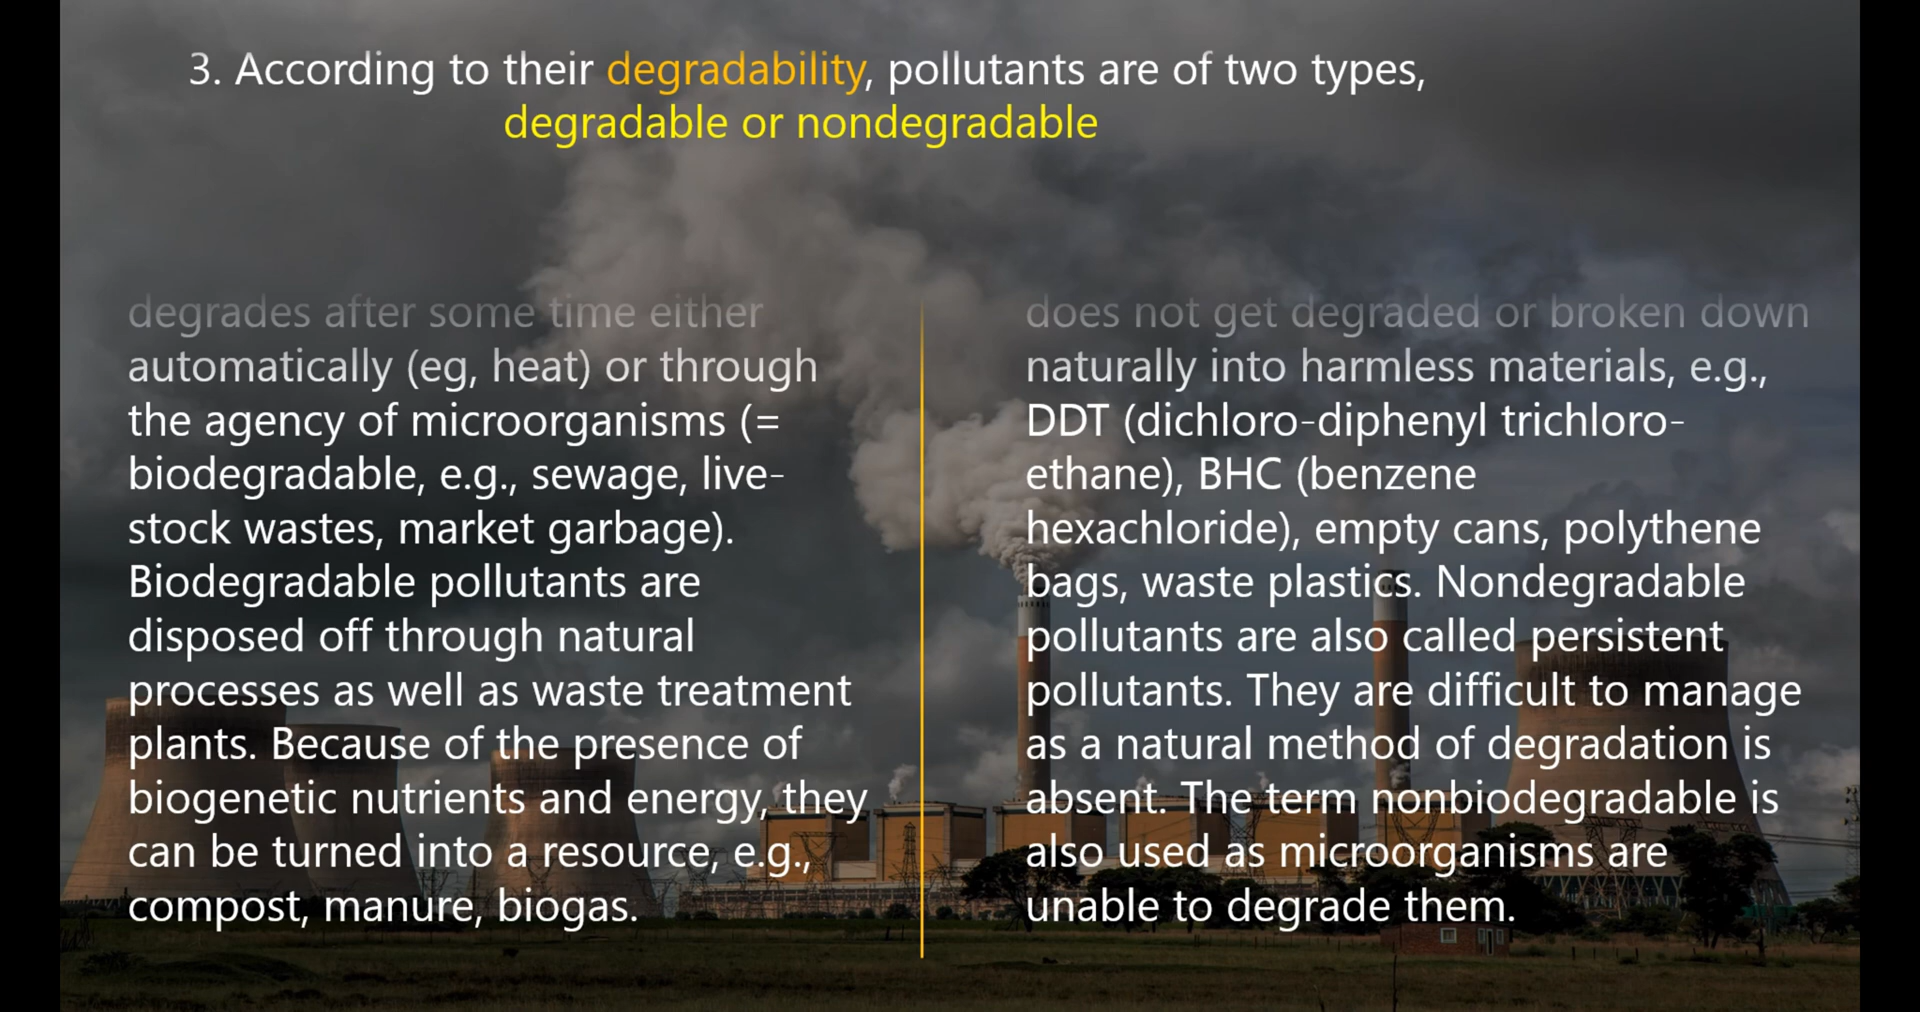 3. According to their degradability, pollutants are of two types,
degradable or nondegradable
degrades after some time either
automatically (eg, heat) or through
the agency of microorganisms (=
biodegradable, e.g., sewage, live-
stock wastes, market garbage).
Biodegradable pollutants are
disposed off through natural
processes as well as waste treatment
plants. Because of the presence of
biogenetic nutrients and energy, they
can be turned into a resource, e.g.,
compost, manure, biogas.
does not get degraded or broken down
naturally into harmless materials, e.g.,
DDT (dichloro-diphenyl trichloro-
ethane), BHC (benzene
hexachloride), empty cans, polythene
bags, waste plastics. Nondegradable
pollutants are also called persistent
pollutants. They are difficult to manage
as a natural method of degradation is
absent. The term nonbiodegradable is
also used as microorganisms are
unable to degrade them.